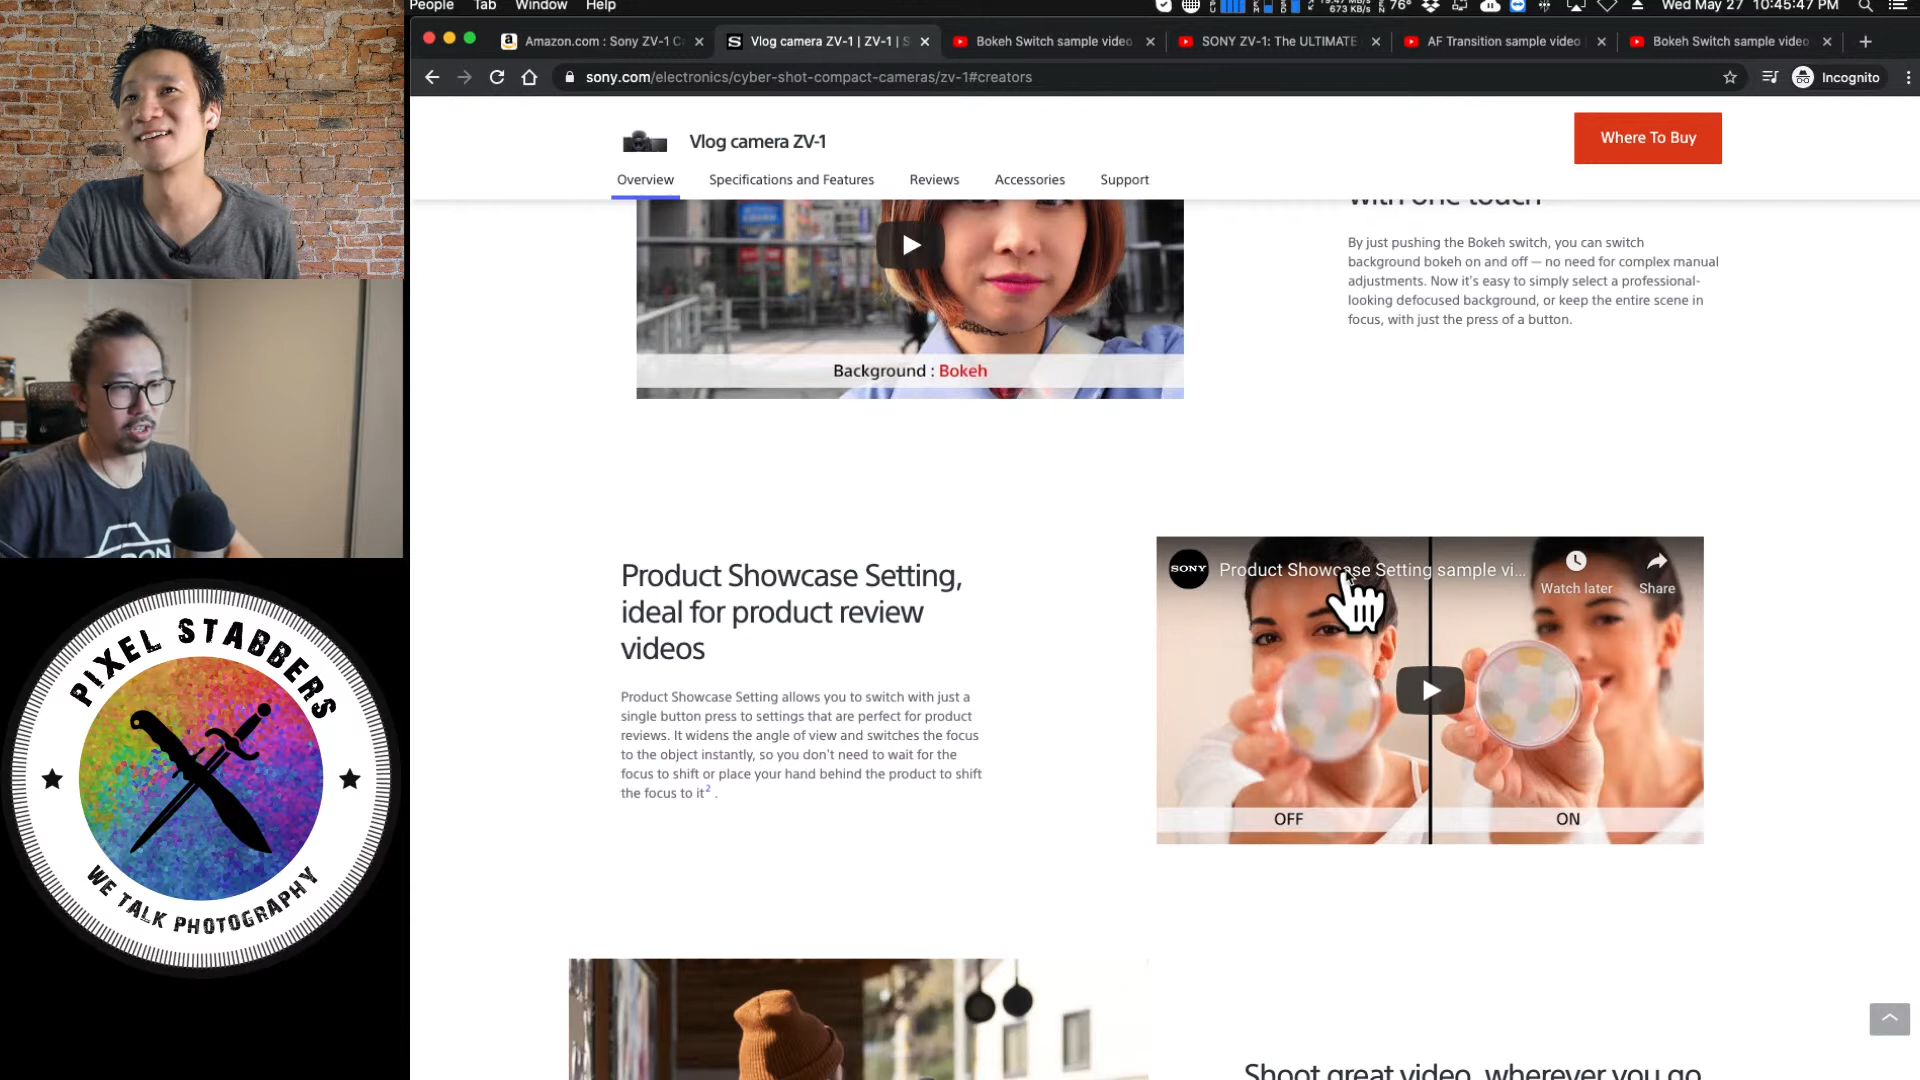 People Tab Window Help
Wed May 27 10:45:47 PM
Amazon.com : Sony ZV-1 C
Vlog camera ZV-1 | ZV-1 | S
Bokeh Switch sample video
SONY ZV-1: The ULTIMATE
AF Transition sample video
Bokeh Switch sample video
sony.com/electronics/cyber-shot-compact-cameras/zv-1#creators
Incognito
Vlog camera ZV-1
Where To Buy
Overview
Specifications and Features
Reviews
Accessories
Support
with one touch
By just pushing the Bokeh switch, you can switch
background bokeh on and off — no need for complex manual
adjustments. Now it's easy to simply select a professional-
looking defocused background, or keep the entire scene in
focus, with just the press of a button.
Background : Bokeh
Product Showcase Setting,
ideal for product review
videos
Product Showcase Setting allows you to switch with just a
single button press to settings that are perfect for product
reviews. It widens the angle of view and switches the focus
to the object instantly, so you don't need to wait for the
focus to shift or place your hand behind the product to shift
the focus to it2 .
SONY
Product Showcase Setting sample vi...
Watch later
Share
OFF
ON
Shoot great video, wherever you go
PIXEL STABBERS
WE TALK PHOTOGRAPHY